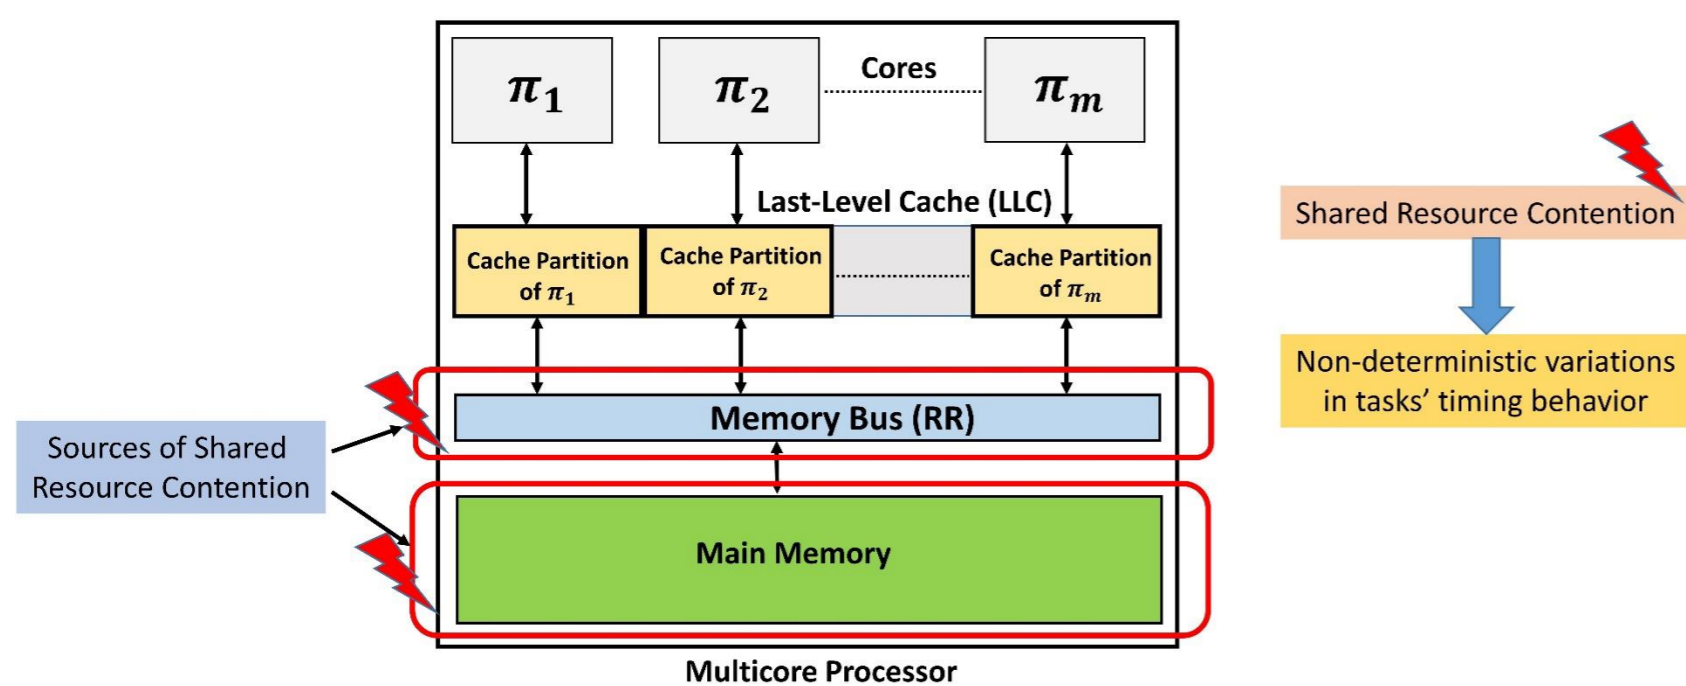 π1
π2
Cores
πm
Last-Level Cache (LLC)
Cache Partition
of π1
Cache Partition
of π2
Cache Partition
of πm
Memory Bus (RR)
Main Memory
Multicore Processor
Sources of Shared
Resource Contention
Shared Resource Contention
Non-deterministic variations
in tasks’ timing behavior